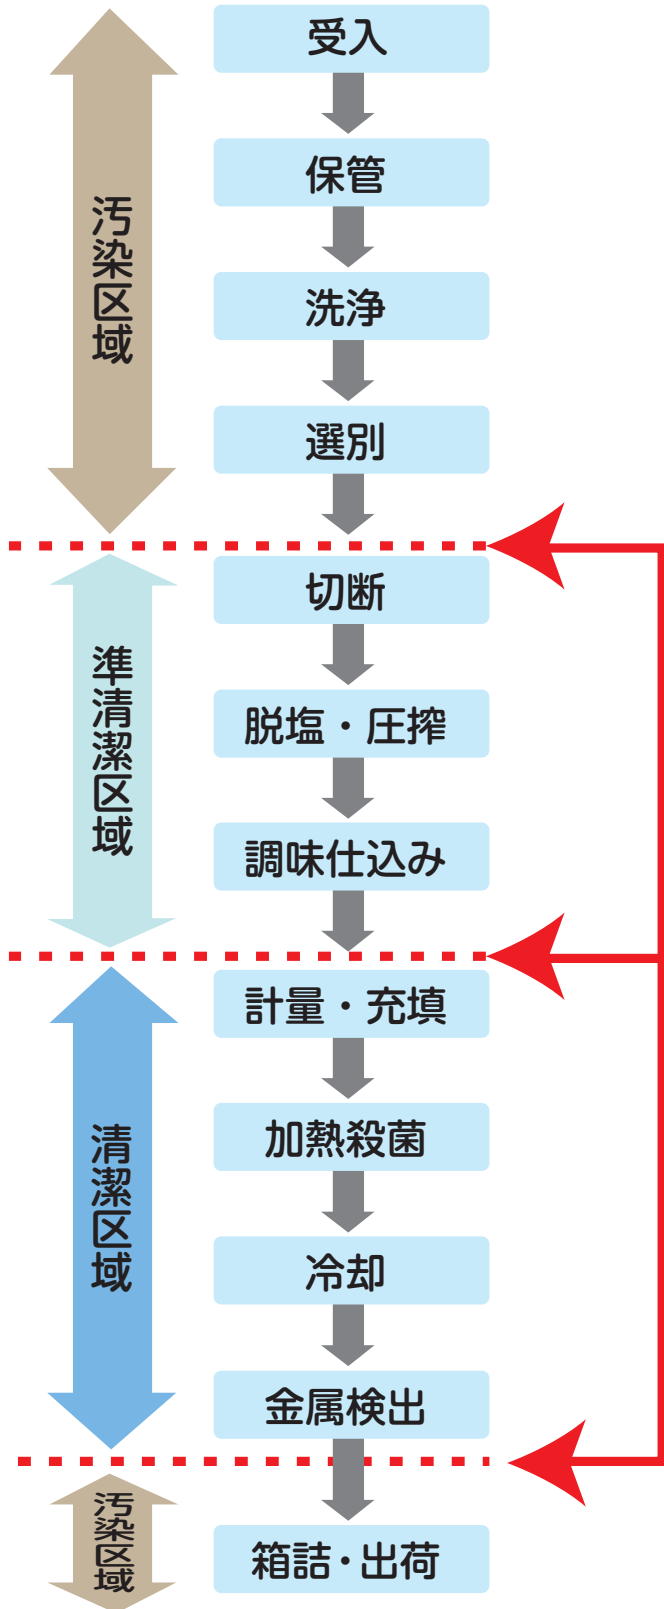 汚染区域
受入
保管
洗浄
選別
準清潔区域
切断
脱塩・圧搾
調味仕込み
清潔区域
計量・充填
加熱殺菌
冷却
金属検出
汚染区域
箱詰・出荷